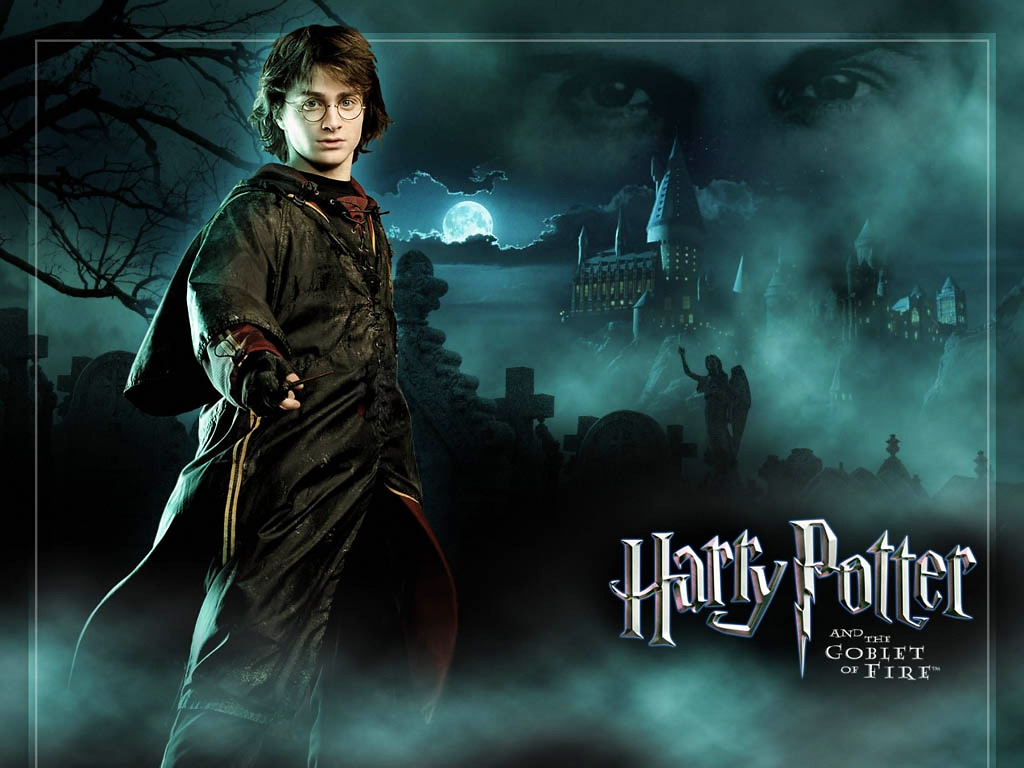 Harry Potter
AND THE
GOBLET
OF FIRE™